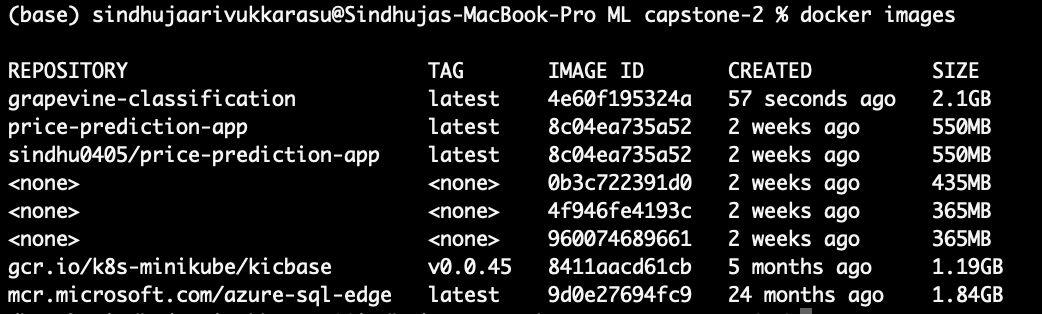 (base) sindhujaarivukkarasu@Sindhujas-MacBook-Pro ML capstone-2 % docker images
REPOSITORY TAG IMAGE ID CREATED SIZE
grapevine-classification latest 4e60f195324a 57 seconds ago 2.1GB
price-prediction-app latest 8c04ea735a52 2 weeks ago 550MB
sindhu0405/price-prediction-app latest 8c04ea735a52 2 weeks ago 550MB
<none> <none> 0b3c722391d0 2 weeks ago 435MB
<none> <none> 4f946fe4193c 2 weeks ago 365MB
<none> <none> 960074689661 2 weeks ago 365MB
gcr.io/k8s-minikube/kicbase v0.0.45 8411aacd61cb 5 months ago 1.19GB
mcr.microsoft.com/azure-sql-edge latest 9d0e27694fc9 24 months ago 1.84GB